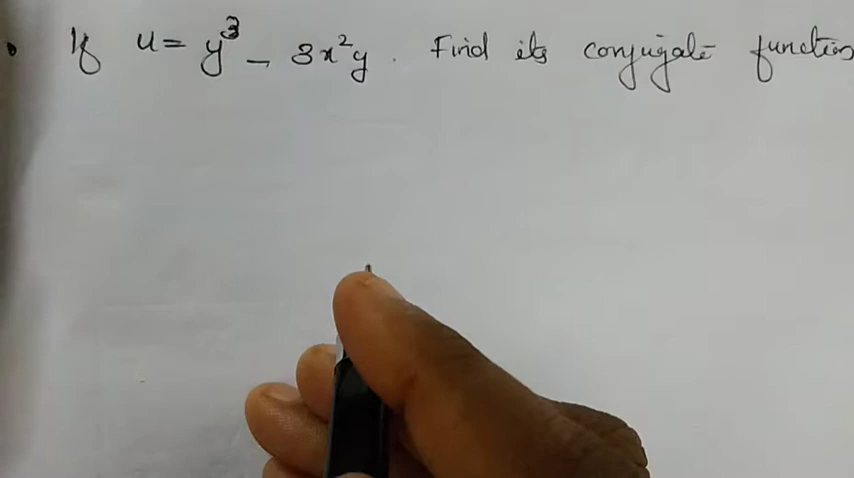 If u = y³ - 3x²y. Find its conjugate function